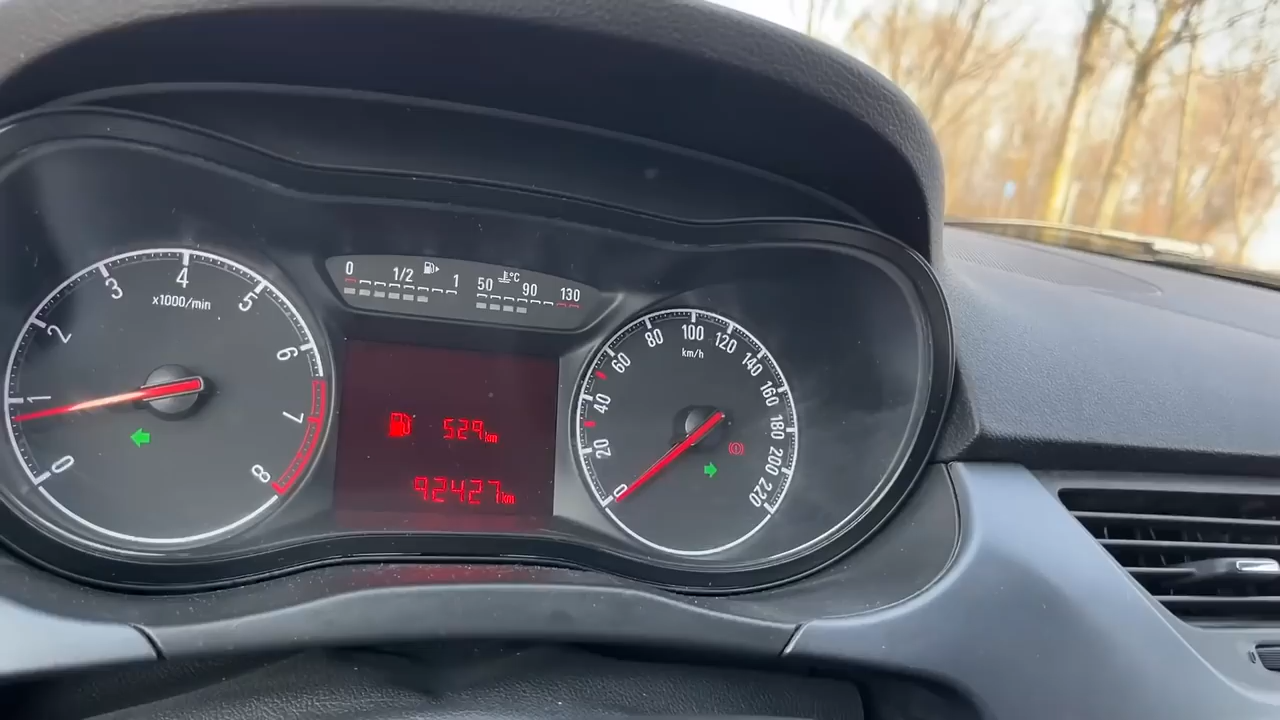 0 1 2 3 4 5 6 7 8
x1000/min
0 1/2 1
50 °C 90 130
529 km
92427 km
0 20 40 60 80 100 120 140 160 180 200 220
km/h